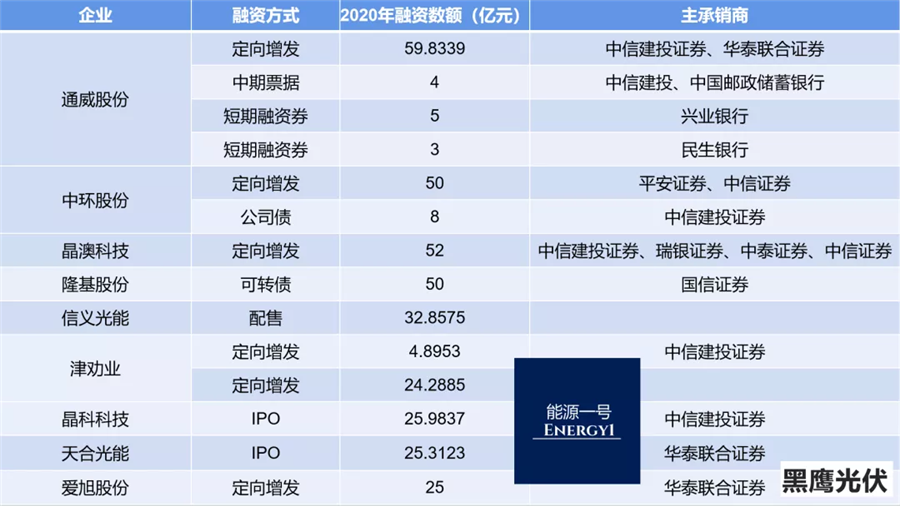 企业 融资方式 2020年融资数额（亿元） 主承销商
通威股份 定向增发 59.8339 中信建投证券、华泰联合证券
中期票据 4 中信建投、中国邮政储蓄银行
短期融资券 5 兴业银行
短期融资券 3 民生银行
中环股份 定向增发 50 平安证券、中信证券
公司债 8 中信建投证券
晶澳科技 定向增发 52 中信建投证券、瑞银证券、中泰证券、中信证券
隆基股份 可转债 50 国信证券
信义光能 配售 32.8575
津劝业 定向增发 4.8953 中信建投证券
定向增发 24.2885
晶科科技 IPO 25.9837 中信建投证券
天合光能 IPO 25.3123 华泰联合证券
爱旭股份 定向增发 25 华泰联合证券
能源一号
ENERGY1
黑鹰光伏